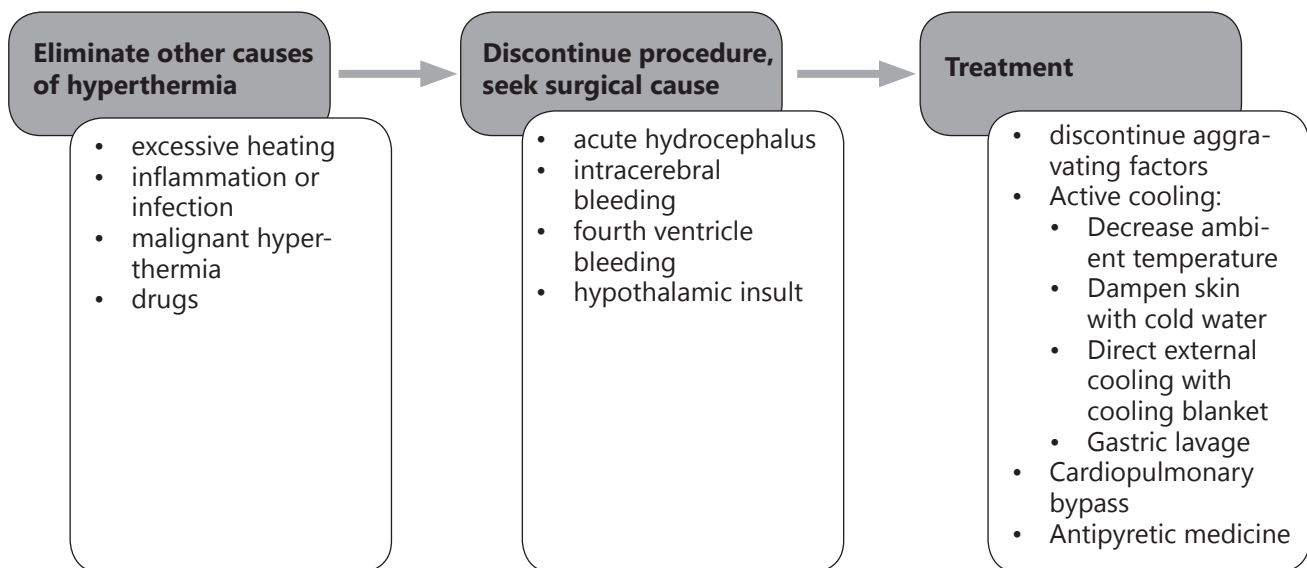 Eliminate other causes
of hyperthermia
• excessive heating
• inflammation or
infection
• malignant hyper-
thermia
• drugs
Discontinue procedure,
seek surgical cause
• acute hydrocephalus
• intracerebral
bleeding
• fourth ventricle
bleeding
• hypothalamic insult
Treatment
• discontinue aggra-
vating factors
• Active cooling:
• Decrease ambi-
ent temperature
• Dampen skin
with cold water
• Direct external
cooling with
cooling blanket
• Gastric lavage
• Cardiopulmonary
bypass
• Antipyretic medicine